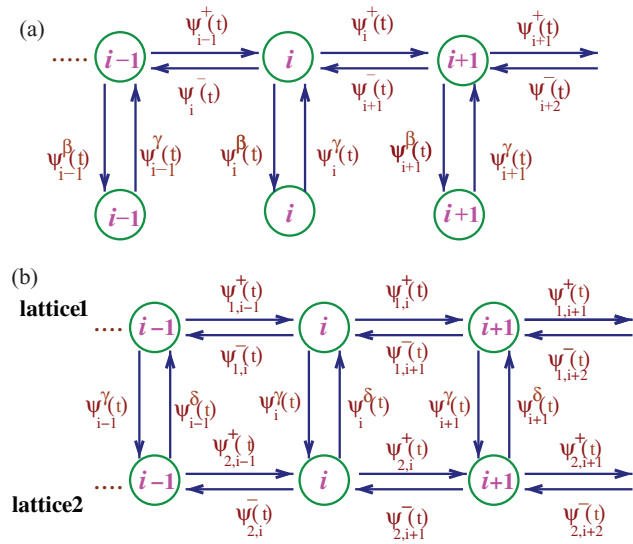 (a)
ψ⁺ᵢ₋₁(t) ψ⁺ᵢ(t) ψ⁺ᵢ₊₁(t)
..... i−1 i i+1
ψ⁻ᵢ(t) ψ⁻ᵢ₊₁(t) ψ⁻ᵢ₊₂(t)
ψᵝᵢ₋₁(t) ψᵞᵢ₋₁(t) ψᵝᵢ(t) ψᵞᵢ(t) ψᵝᵢ₊₁(t) ψᵞᵢ₊₁(t)
i−1 i i+1
(b)
ψ⁺₁,ᵢ₋₁(t) ψ⁺₁,ᵢ(t) ψ⁺₁,ᵢ₊₁(t)
lattice1 .... i−1 i i+1
ψ⁻₁,ᵢ(t) ψ⁻₁,ᵢ₊₁(t) ψ⁻₁,ᵢ₊₂(t)
ψᵞᵢ₋₁(t) ψᵟᵢ₋₁(t) ψᵞᵢ(t) ψᵟᵢ(t) ψᵞᵢ₊₁(t) ψᵟᵢ₊₁(t)
ψ⁺₂,ᵢ₋₁(t) ψ⁺₂,ᵢ(t) ψ⁺₂,ᵢ₊₁(t)
.... i−1 i i+1
lattice2
ψ⁻₂,ᵢ(t) ψ⁻₂,ᵢ₊₁(t) ψ⁻₂,ᵢ₊₂(t)